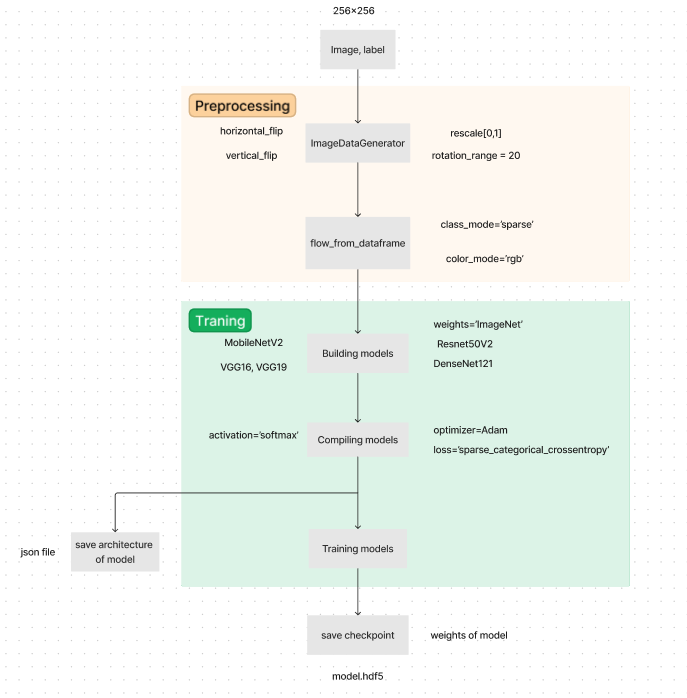 256×256
Image, label
Preprocessing
horizontal_flip
ImageDataGenerator
rescale[0,1]
vertical_flip
rotation_range = 20
flow_from_dataframe
class_mode='sparse'
color_mode='rgb'
Traning
MobileNetV2
VGG16, VGG19
Building models
weights='ImageNet'
Resnet50V2
DenseNet121
activation='softmax'
Compiling models
optimizer=Adam
loss='sparse_categorical_crossentropy'
json file
save architecture
of model
Training models
save checkpoint
weights of model
model.hdf5